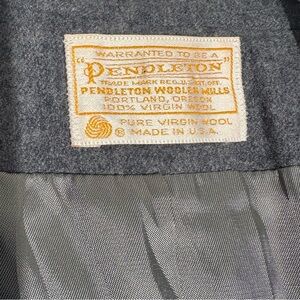 WARRANTED TO BE A
"PENDLETON"
TRADE MARK REG. U.S. PAT. OFF.
PENDLETON WOOLEN MILLS
PORTLAND, OREGON
100% VIRGIN WOOL
PURE VIRGIN WOOL
® MADE IN U.S.A.